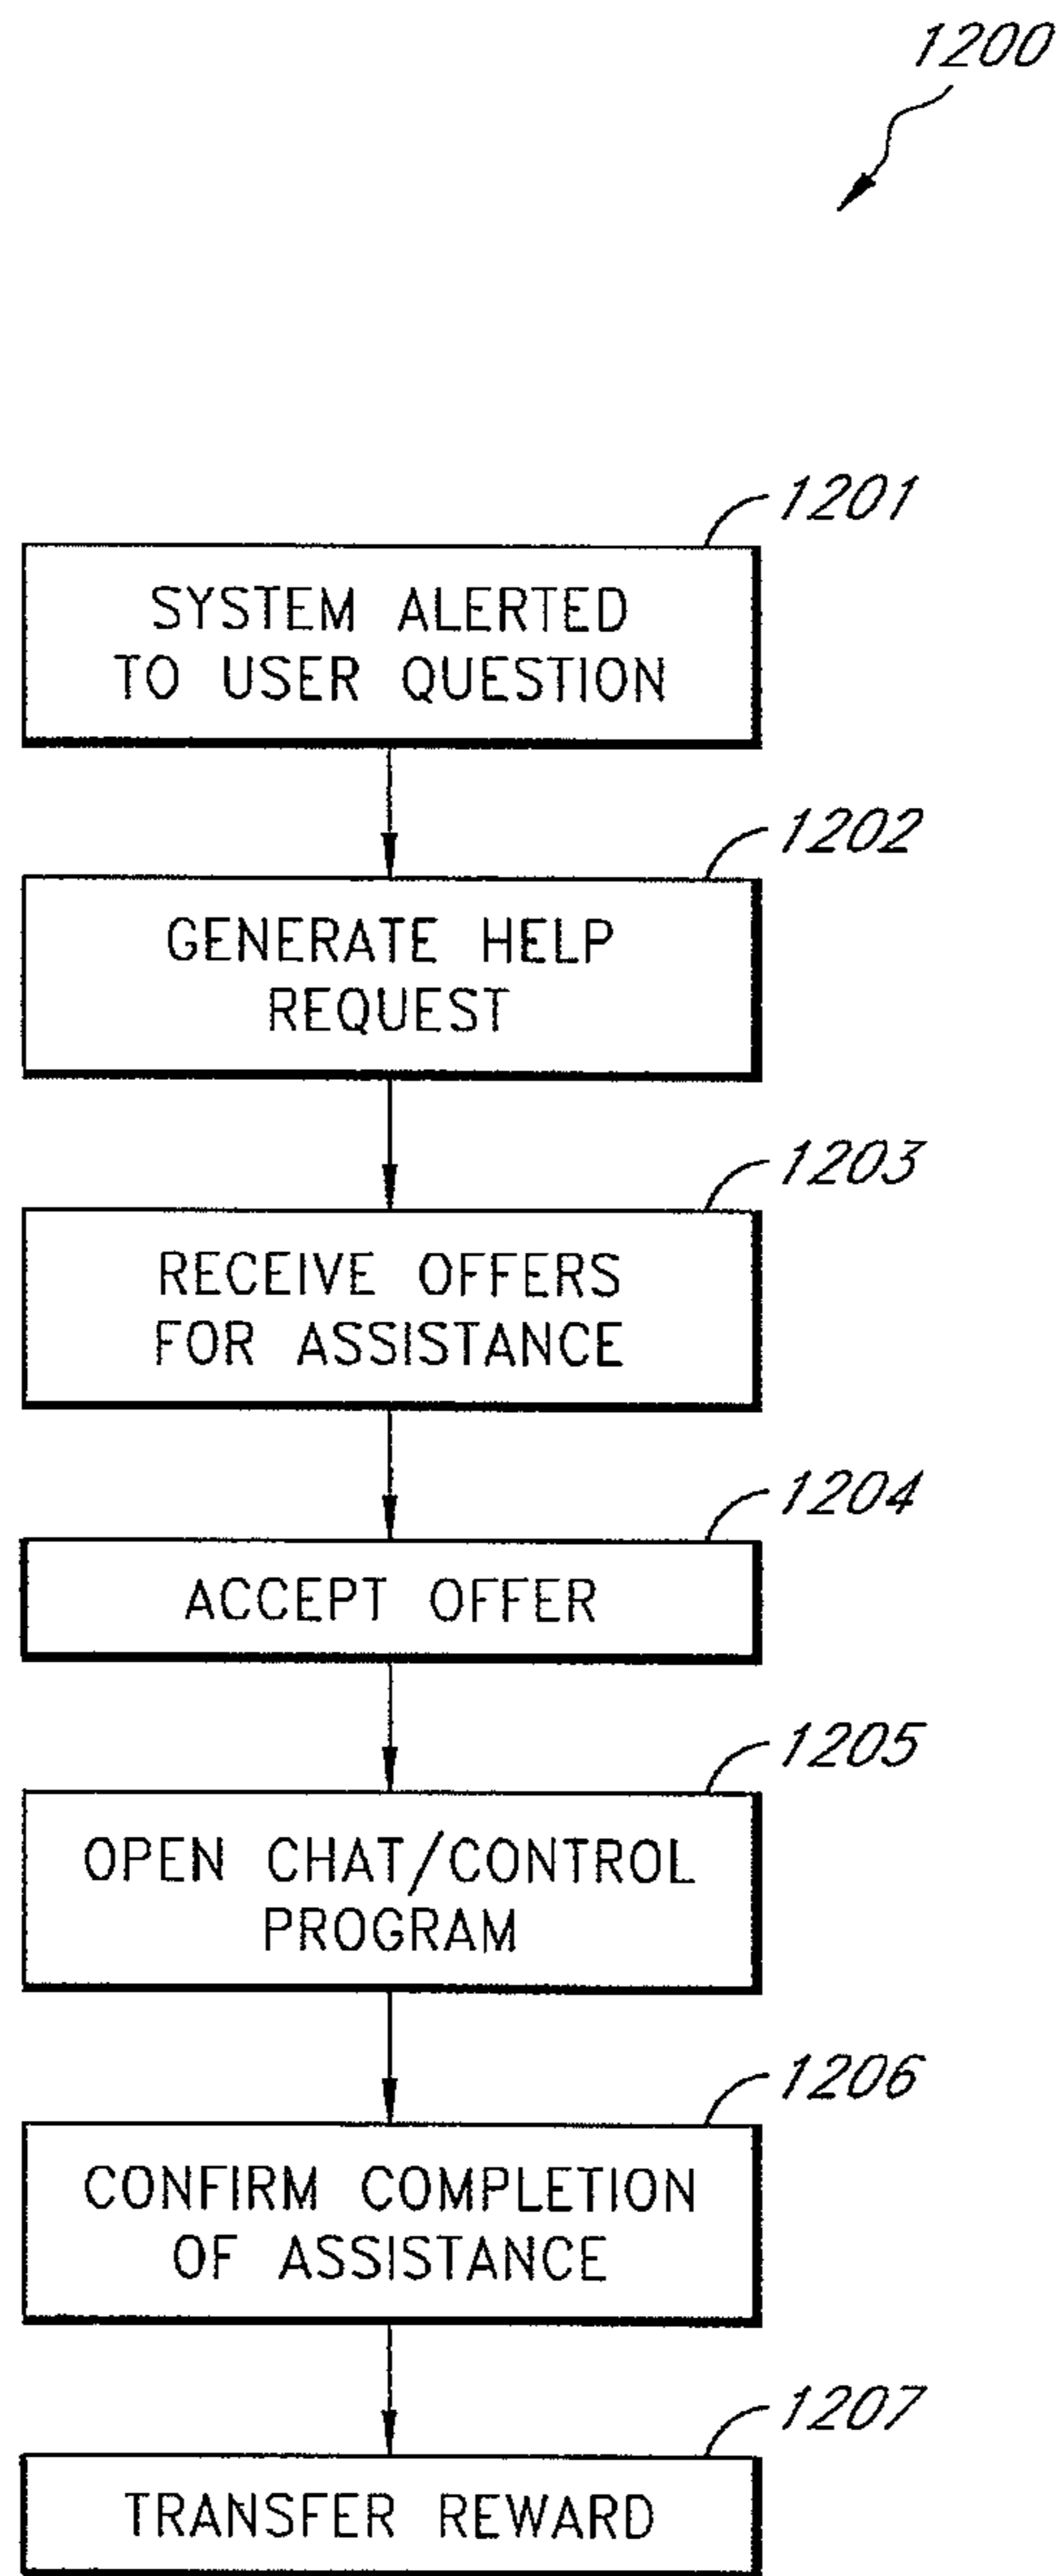 1200
1201
SYSTEM ALERTED
TO USER QUESTION
1202
GENERATE HELP
REQUEST
1203
RECEIVE OFFERS
FOR ASSISTANCE
1204
ACCEPT OFFER
1205
OPEN CHAT/CONTROL
PROGRAM
1206
CONFIRM COMPLETION
OF ASSISTANCE
1207
TRANSFER REWARD